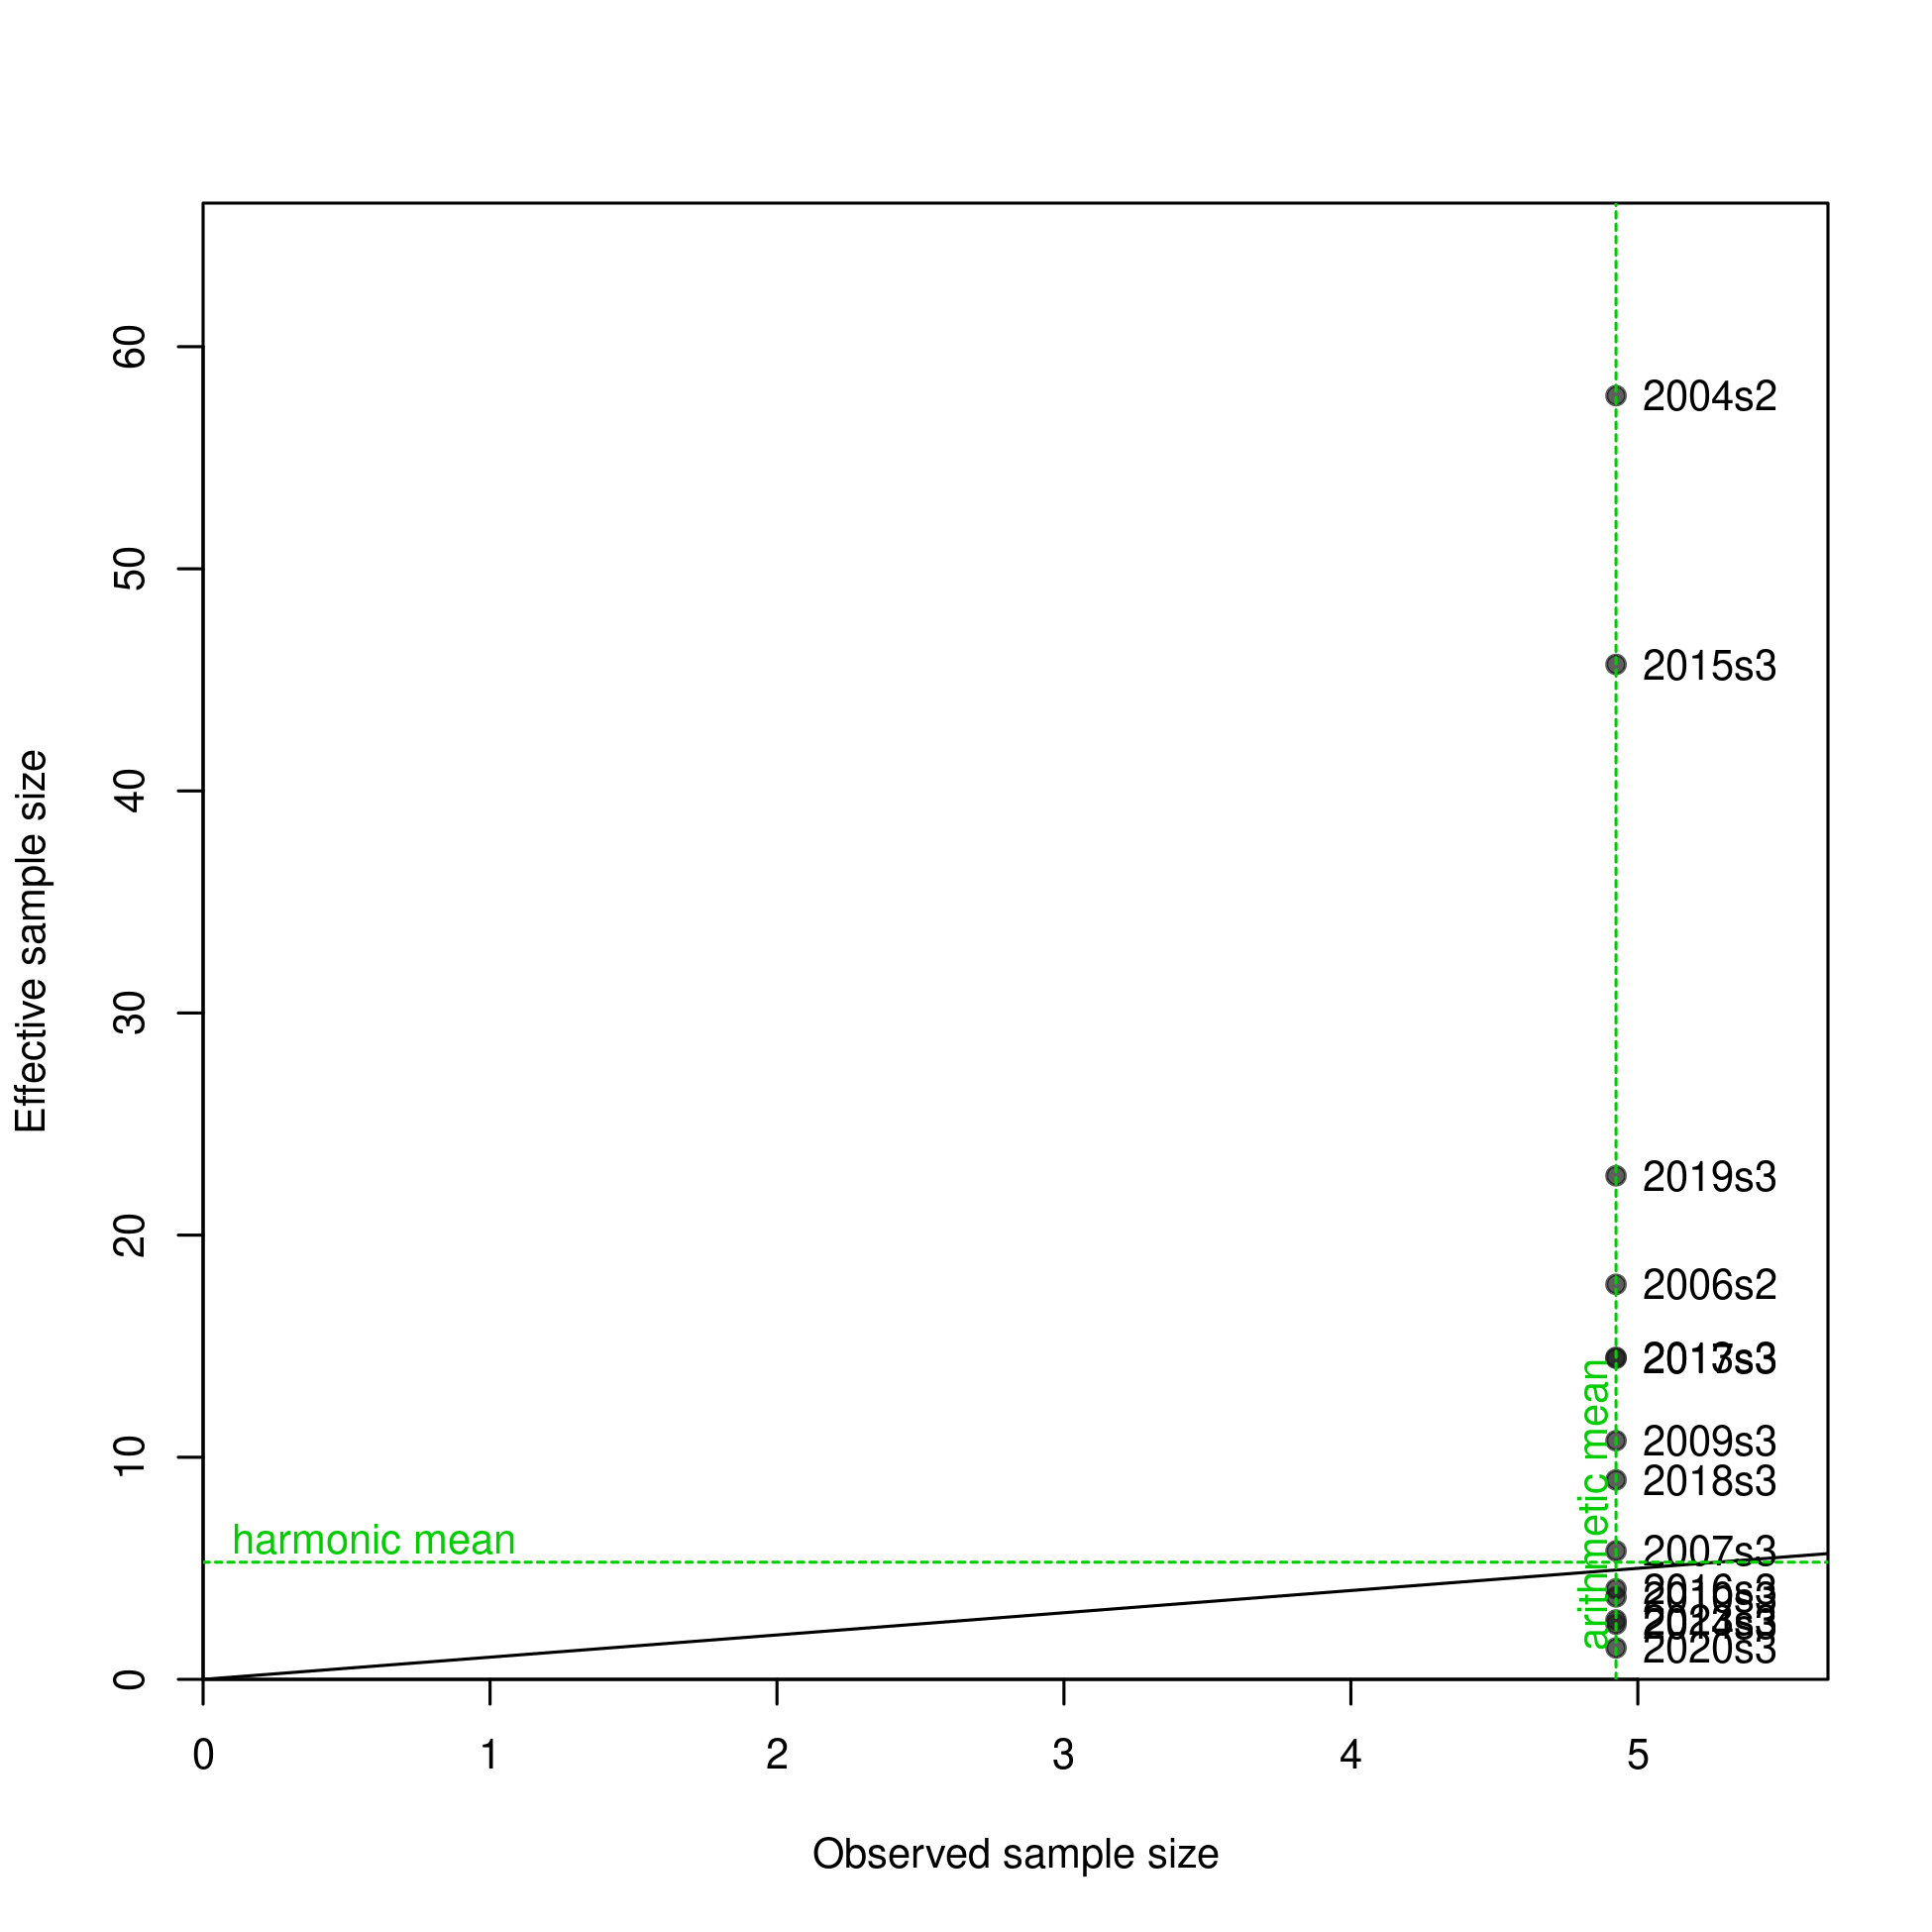 60
50
40
30
20
10
0
Effective sample size
2004s2
2015s3
2019s3
2006s2
2009s3
2018s3
2007s3
2020s3
harmonic mean
arithmetic mean
0 1 2 3 4 5
Observed sample size